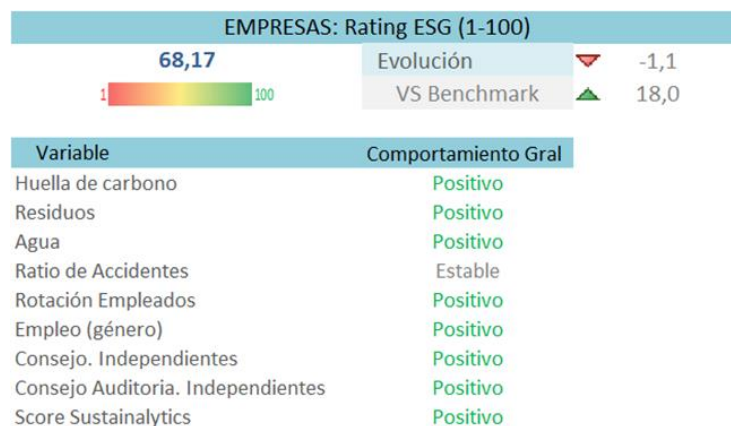 EMPRESAS: Rating ESG (1-100)
68,17 Evolución -1,1
1 100 VS Benchmark 18,0
Variable Comportamiento Gral
Huella de carbono Positivo
Residuos Positivo
Agua Positivo
Ratio de Accidentes Estable
Rotación Empleados Positivo
Empleo (género) Positivo
Consejo. Independientes Positivo
Consejo Auditoria. Independientes Positivo
Score Sustainalytics Positivo